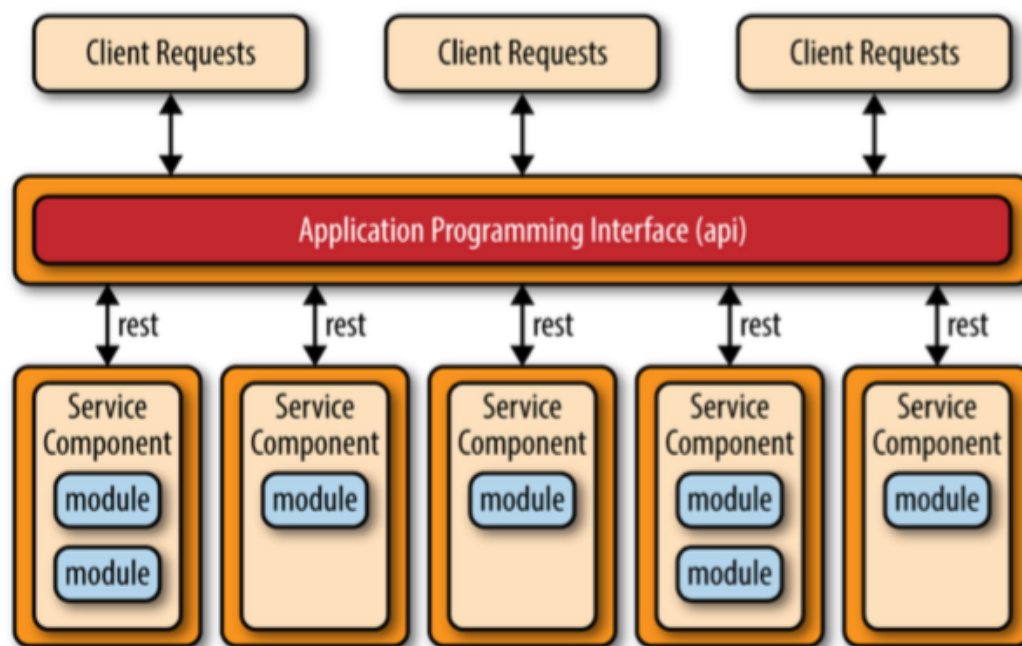 Client Requests
Client Requests
Client Requests
Application Programming Interface (api)
rest
rest
rest
rest
rest
Service
Component
module
module
Service
Component
module
Service
Component
module
Service
Component
module
module
Service
Component
module